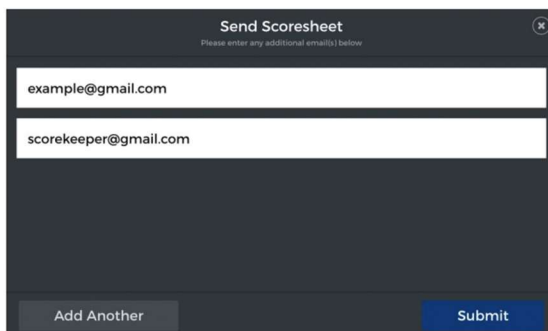 Send Scoresheet
Please enter any additional email(s) below
example@gmail.com
scorekeeper@gmail.com
Add Another
Submit